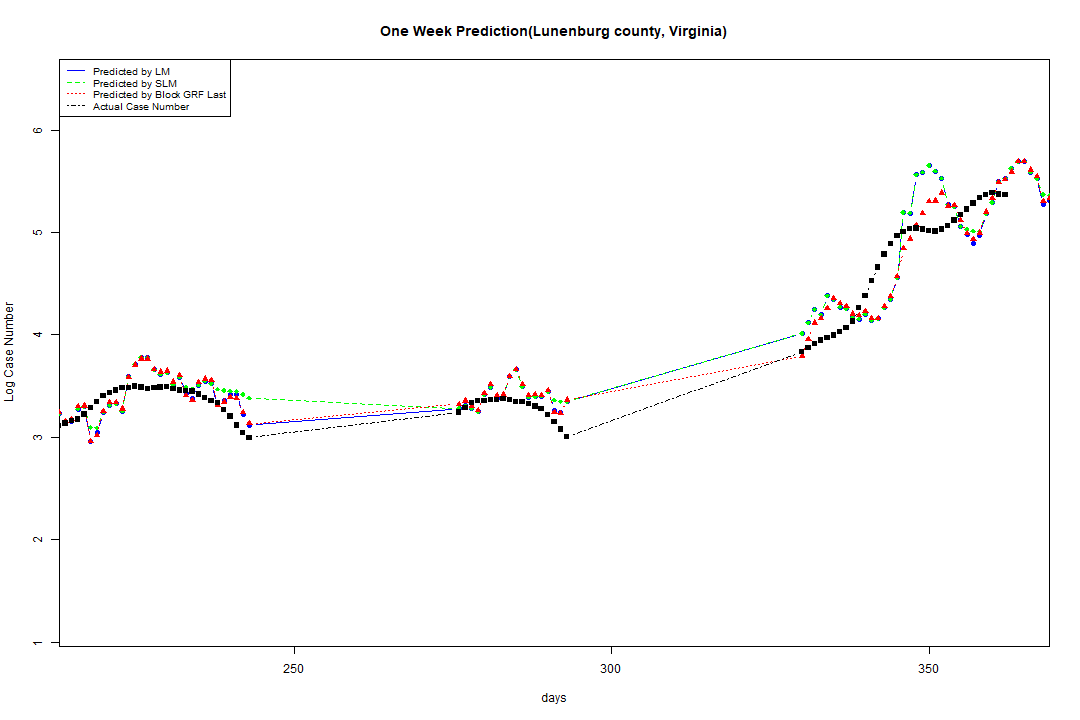 One Week Prediction(Lunenburg county, Virginia)
Predicted by LM
Predicted by SLM
Predicted by Block GRF Last
Actual Case Number
6
5
4
3
2
1
Log Case Number
250 300 350
days